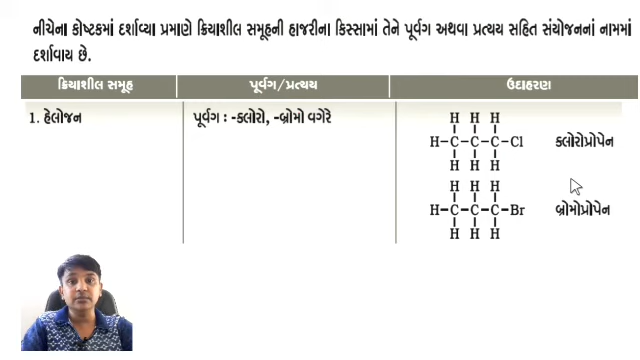 નીચેના કોષ્ટકમાં દર્શાવ્યા પ્રમાણે ક્રિયાશીલ સમૂહની હાજરીના કિસ્સામાં તેને પૂર્વગ અથવા પ્રત્યય સહિત સંયોજનનાં નામમાં
દર્શાવાય છે.
ક્રિયાશીલ સમૂહ પૂર્વગ/પ્રત્યય ઉદાહરણ
1. હેલોજન પૂર્વગ : -ક્લોરો, -બ્રોમો વગેરે
H H H
H-C-C-C-Cl ક્લોરોપ્રોપેન
H H H
H H H
H-C-C-C-Br બ્રોમોપ્રોપેન
H H H